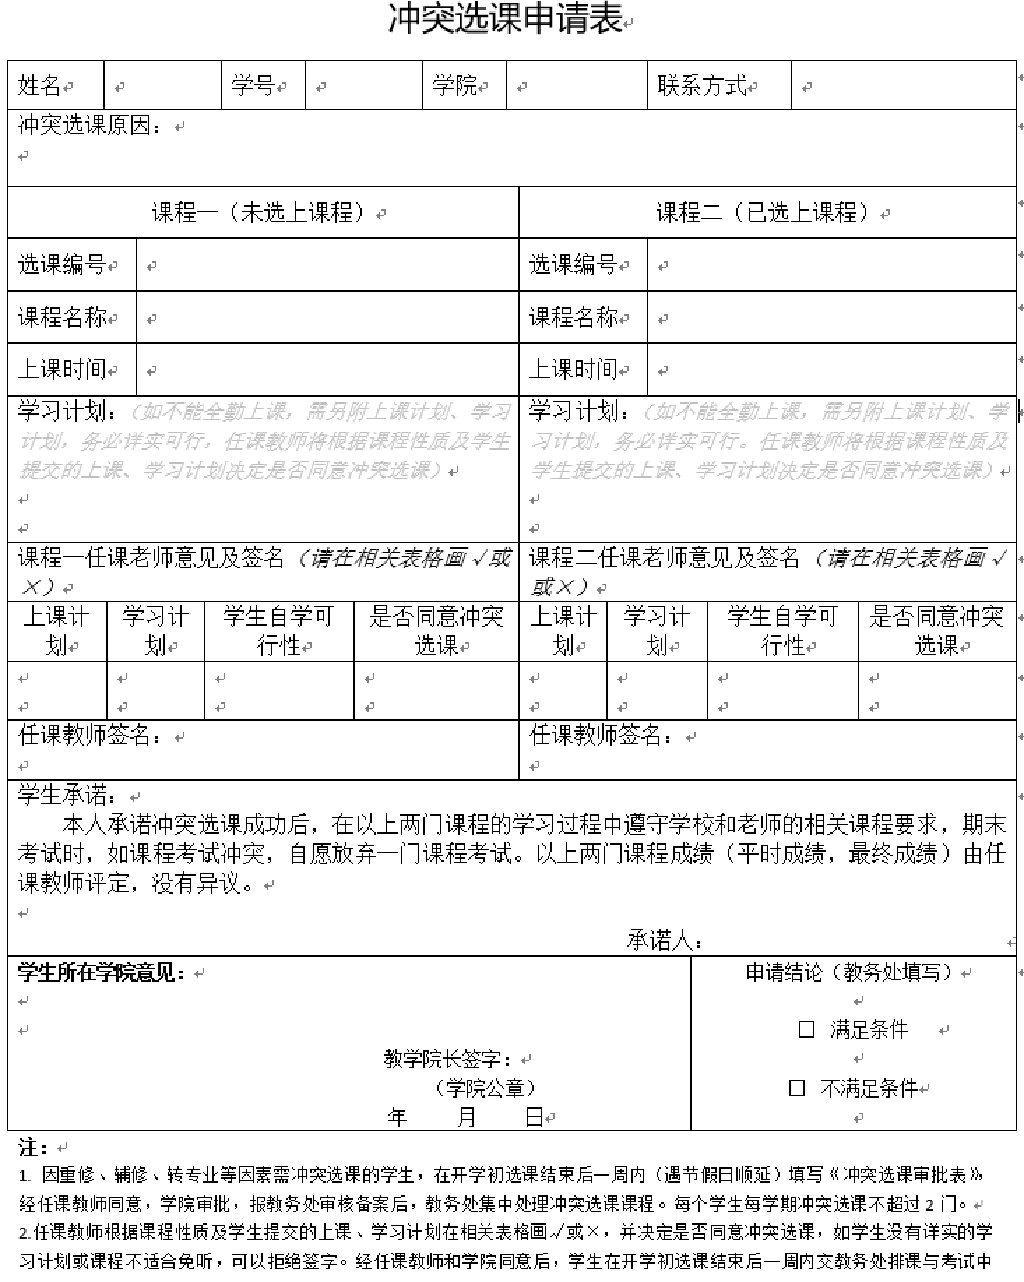 冲突选课申请表
姓名 学号 学院 联系方式
冲突选课原因：
课程一（未选上课程） 课程二（已选上课程）
选课编号 选课编号
课程名称 课程名称
上课时间 上课时间
学习计划：（如不能全勤上课，需另附上课计划、学习
计划，务必详实可行，任课教师将根据课程性质及学生
提交的上课、学习计划决定是否同意冲突选课）
学习计划：（如不能全勤上课，需另附上课计划、学
习计划，务必详实可行。任课教师将根据课程性质及
学生提交的上课、学习计划决定是否同意冲突选课）
课程一任课老师意见及签名（请在相关表格画√或
×）
课程二任课老师意见及签名（请在相关表格画√
或×）
上课计 学习计 学生自学可 是否同意冲突 上课计 学习计 学生自学可 是否同意冲突
划 划 行性 选课 划 划 行性 选课
任课教师签名： 任课教师签名：
学生承诺：
本人承诺冲突选课成功后，在以上两门课程的学习过程中遵守学校和老师的相关课程要求，期末
考试时，如课程考试冲突，自愿放弃一门课程考试。以上两门课程成绩（平时成绩，最终成绩）由任
课教师评定，没有异议。
承诺人：
学生所在学院意见：
教学院长签字：
（学院公章）
年 月 日
申请结论（教务处填写）
□ 满足条件
□ 不满足条件
注：
1. 因重修、辅修、转专业等因素需冲突选课的学生，在开学初选课结束后一周内（遇节假日顺延）填写《冲突选课审批表》，
经任课教师同意，学院审批，报教务处审核备案后，教务处集中处理冲突选课课程。每个学生每学期冲突选课不超过 2 门。
2.任课教师根据课程性质及学生提交的上课、学习计划在相关表格画√或×，并决定是否同意冲突选课，如学生没有详实的学
习计划或课程不适合免听，可以拒绝签字。经任课教师和学院同意后，学生在开学初选课结束后一周内交教务处排课与考试中